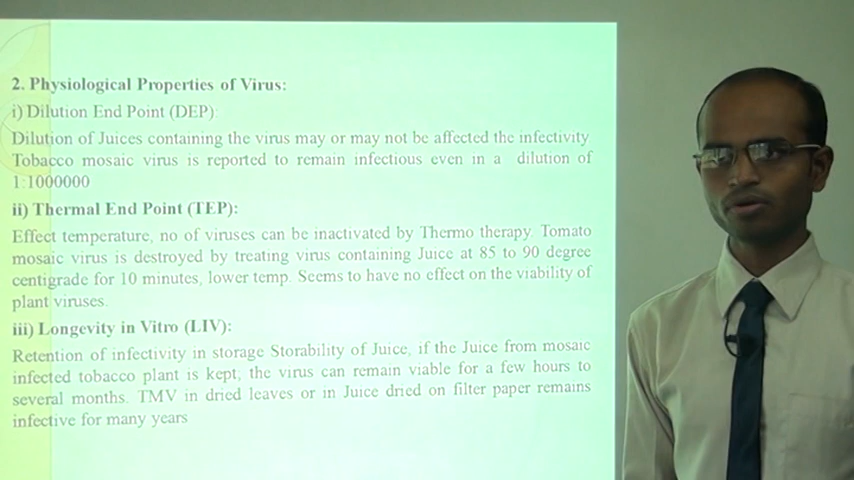 2. Physiological Properties of Virus:
i) Dilution End Point (DEP):
Dilution of Juices containing the virus may or may not be affected the infectivity
Tobacco mosaic virus is reported to remain infectious even in a dilution of
1:1000000
ii) Thermal End Point (TEP):
Effect temperature, no of viruses can be inactivated by Thermo therapy. Tomato
mosaic virus is destroyed by treating virus containing Juice at 85 to 90 degree
centigrade for 10 minutes, lower temp. Seems to have no effect on the viability of
plant viruses.
iii) Longevity in Vitro (LIV):
Retention of infectivity in storage Storability of Juice, if the Juice from mosaic
infected tobacco plant is kept; the virus can remain viable for a few hours to
several months. TMV in dried leaves or in Juice dried on filter paper remains
infective for many years